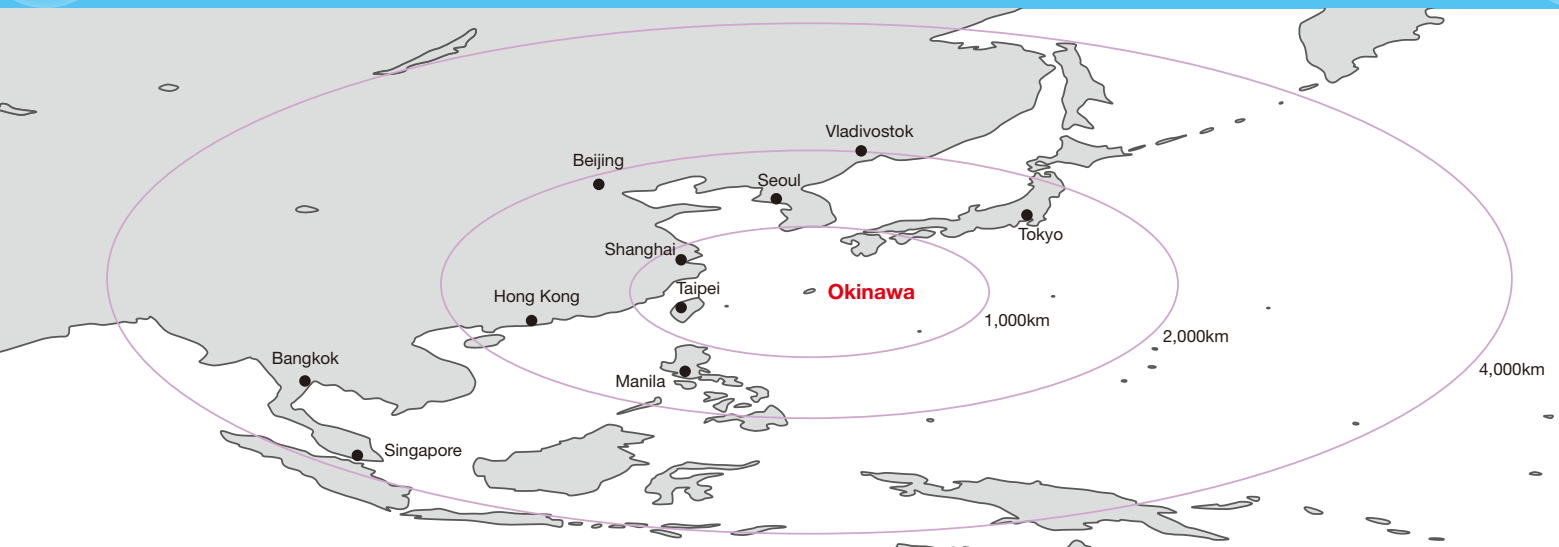 Vladivostok
Beijing
Seoul
Tokyo
Shanghai
Taipei
Okinawa
Hong Kong
1,000km
2,000km
Bangkok
4,000km
Manila
Singapore